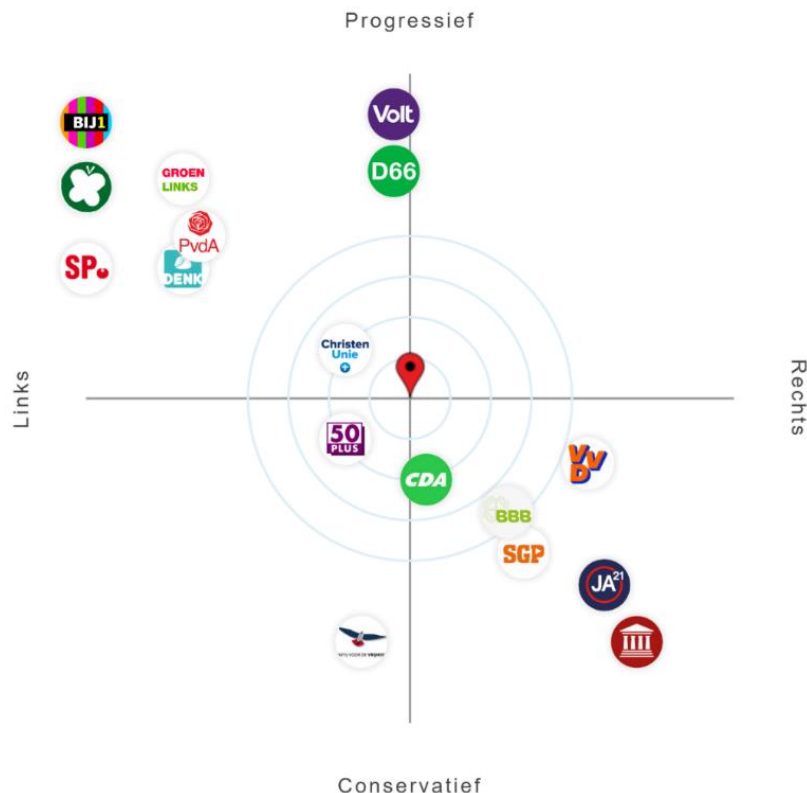 Progressief
BIJ1
Volt
D66
GROEN
LINKS
PvdA
SP
DENK
Christen
Unie
Links
Rechts
50
PLUS
VVD
CDA
BBB
SGP
JA21
Conservatief